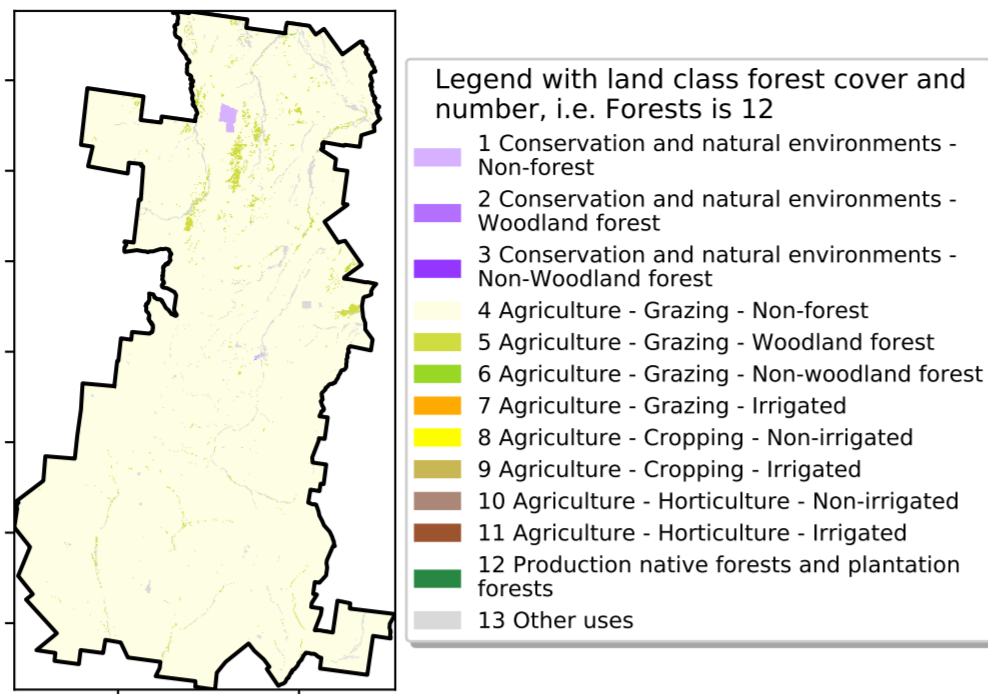 Legend with land class forest cover and
number, i.e. Forests is 12
1 Conservation and natural environments -
Non-forest
2 Conservation and natural environments -
Woodland forest
3 Conservation and natural environments -
Non-Woodland forest
4 Agriculture - Grazing - Non-forest
5 Agriculture - Grazing - Woodland forest
6 Agriculture - Grazing - Non-woodland forest
7 Agriculture - Grazing - Irrigated
8 Agriculture - Cropping - Non-irrigated
9 Agriculture - Cropping - Irrigated
10 Agriculture - Horticulture - Non-irrigated
11 Agriculture - Horticulture - Irrigated
12 Production native forests and plantation
forests
13 Other uses